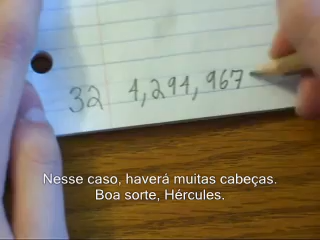 32 4,294,967
Nesse caso, haverá muitas cabeças.
Boa sorte, Hércules.